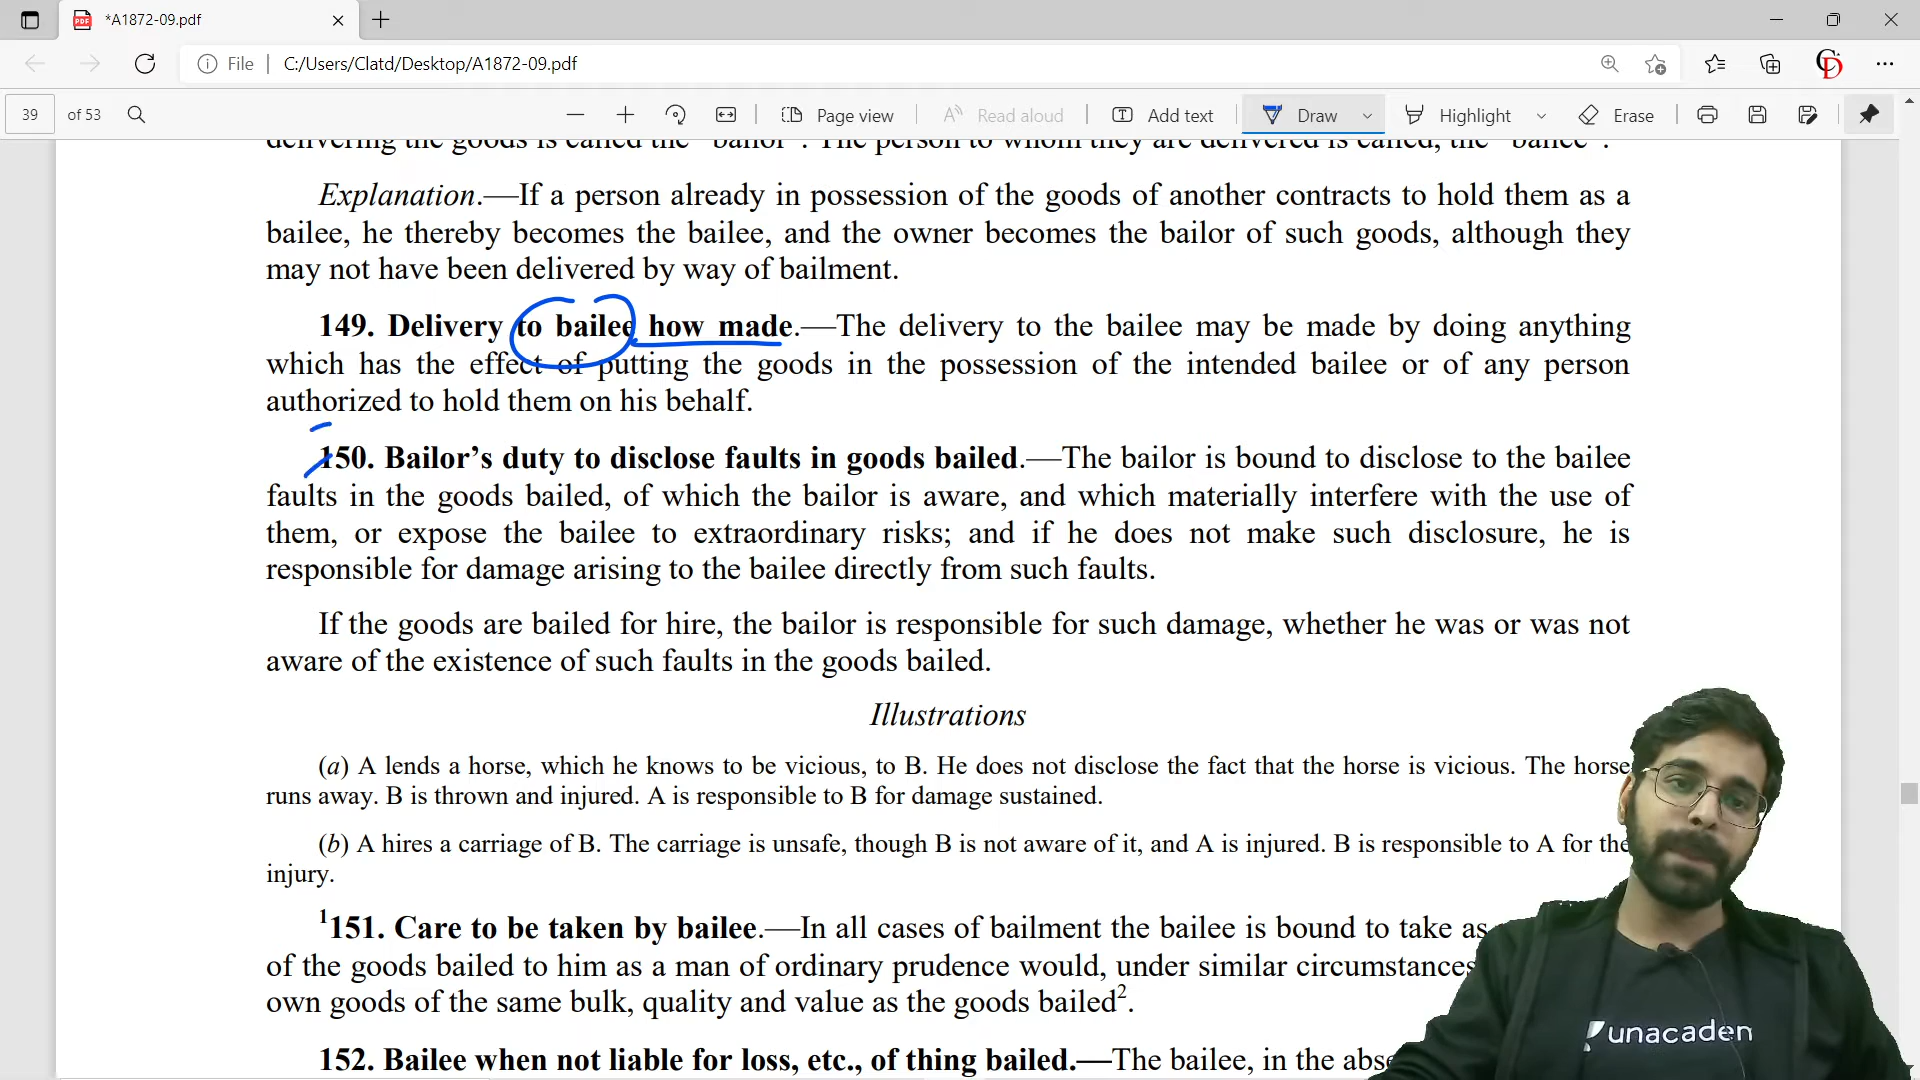 *A1872-09.pdf
File
C:/Users/Clatd/Desktop/A1872-09.pdf
39 of 53
Page view
Read aloud
Add text
Draw
Highlight
Erase
delivering the goods is called the "bailor". The person to whom they are delivered is called, the "bailee".
Explanation.—If a person already in possession of the goods of another contracts to hold them as a
bailee, he thereby becomes the bailee, and the owner becomes the bailor of such goods, although they
may not have been delivered by way of bailment.
149. Delivery to bailee how made.—The delivery to the bailee may be made by doing anything
which has the effect of putting the goods in the possession of the intended bailee or of any person
authorized to hold them on his behalf.
150. Bailor's duty to disclose faults in goods bailed.—The bailor is bound to disclose to the bailee
faults in the goods bailed, of which the bailor is aware, and which materially interfere with the use of
them, or expose the bailee to extraordinary risks; and if he does not make such disclosure, he is
responsible for damage arising to the bailee directly from such faults.
If the goods are bailed for hire, the bailor is responsible for such damage, whether he was or was not
aware of the existence of such faults in the goods bailed.
Illustrations
(a) A lends a horse, which he knows to be vicious, to B. He does not disclose the fact that the horse is vicious. The horse
runs away. B is thrown and injured. A is responsible to B for damage sustained.
(b) A hires a carriage of B. The carriage is unsafe, though B is not aware of it, and A is injured. B is responsible to A for the
injury.
¹151. Care to be taken by bailee.—In all cases of bailment the bailee is bound to take as
of the goods bailed to him as a man of ordinary prudence would, under similar circumstances
own goods of the same bulk, quality and value as the goods bailed².
152. Bailee when not liable for loss, etc., of thing bailed.—The bailee, in the abse
unacaden